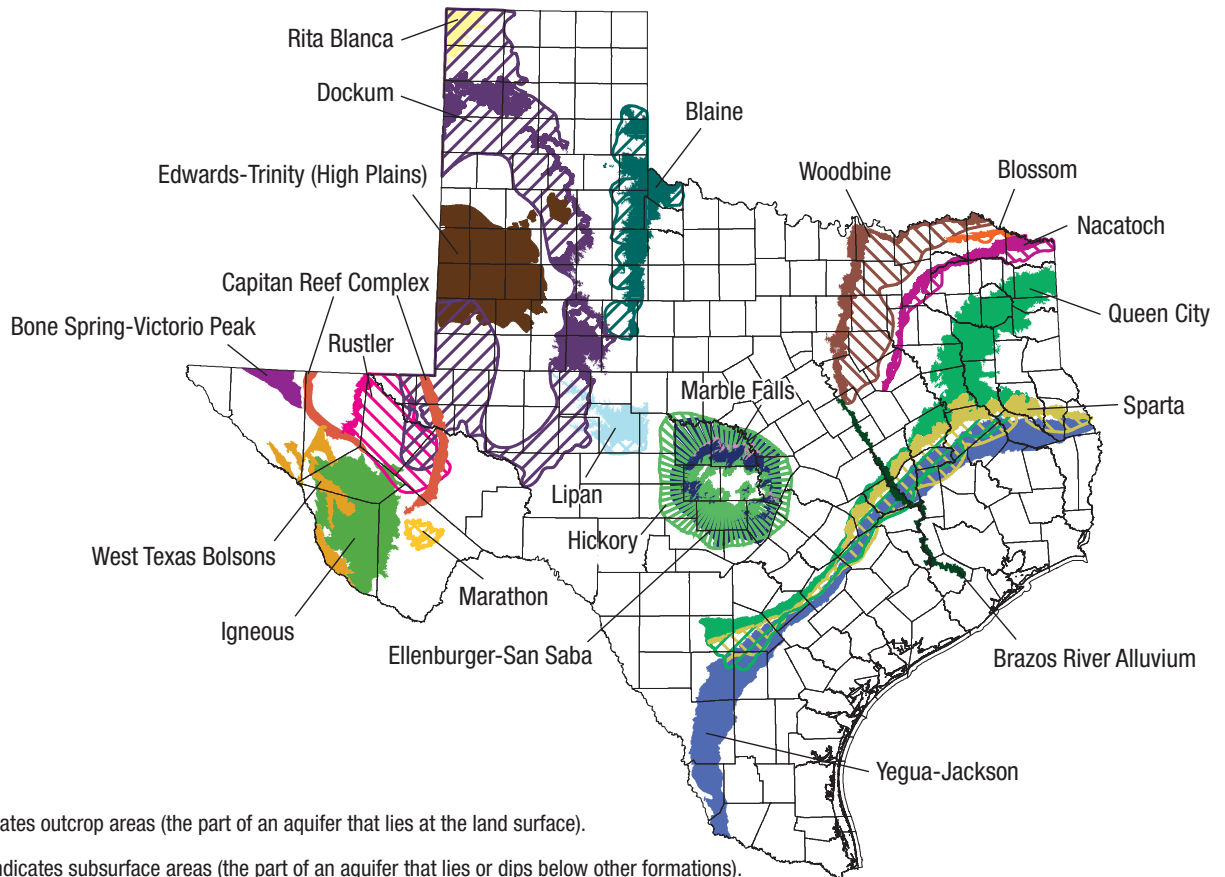 Rita Blanca
Dockum
Blaine
Edwards-Trinity (High Plains)
Woodbine
Blossom
Nacatoch
Capitan Reef Complex
Queen City
Bone Spring-Victorio Peak
Rustler
Marble Falls
Sparta
Lipan
Hickory
West Texas Bolsons
Marathon
Igneous
Ellenburger-San Saba
Brazos River Alluvium
Yegua-Jackson
ates outcrop areas (the part of an aquifer that lies at the land surface).
ndicates subsurface areas (the part of an aquifer that lies or dips below other formations).